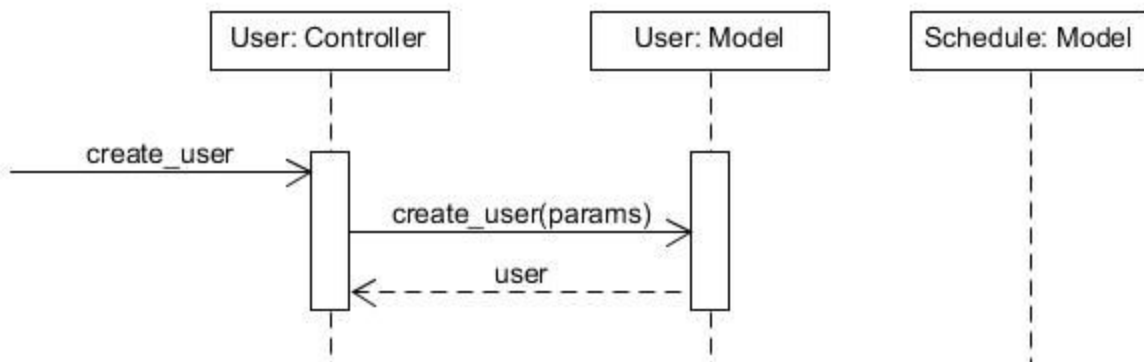 User: Controller
User: Model
Schedule: Model
create_user
create_user(params)
user